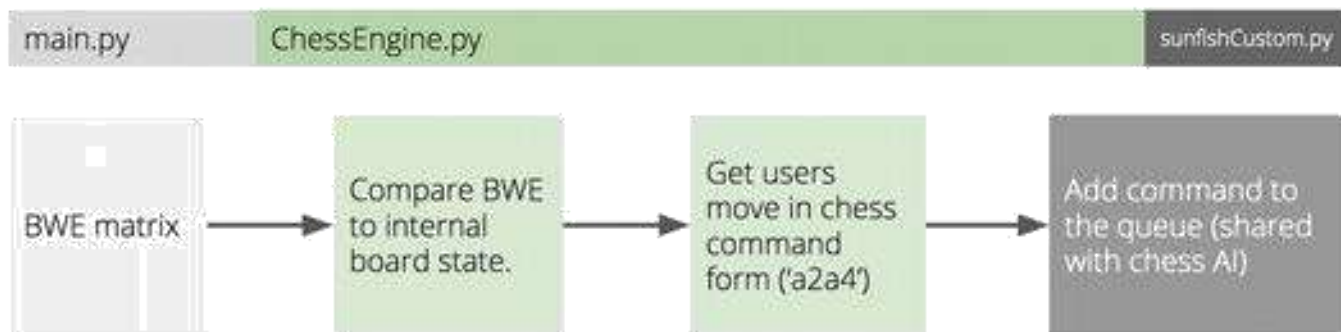 main.py
ChessEngine.py
sunfishCustom.py
BWE matrix
Compare BWE
to internal
board state.
Get users
move in chess
command
form (‘a2a4’)
Add command to
the queue (shared
with chess AI)